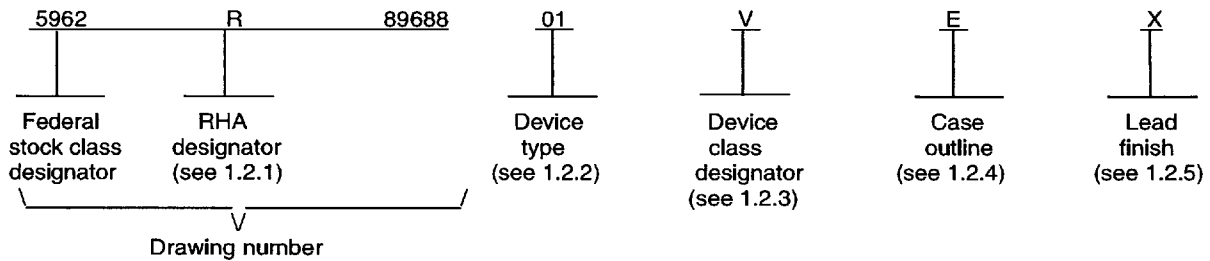 5962 R 89688 01 V E X
Federal stock class designator
RHA designator (see 1.2.1)
Device type (see 1.2.2)
Device class designator (see 1.2.3)
Case outline (see 1.2.4)
Lead finish (see 1.2.5)
Drawing number